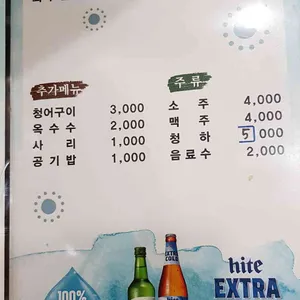 추가메뉴
청어구이 3,000
옥수수 2,000
사리 1,000
공기밥 1,000
주류
소주 4,000
맥주 4,000
청하 5,000
음료수 2,000
hite
EXTRA
100%